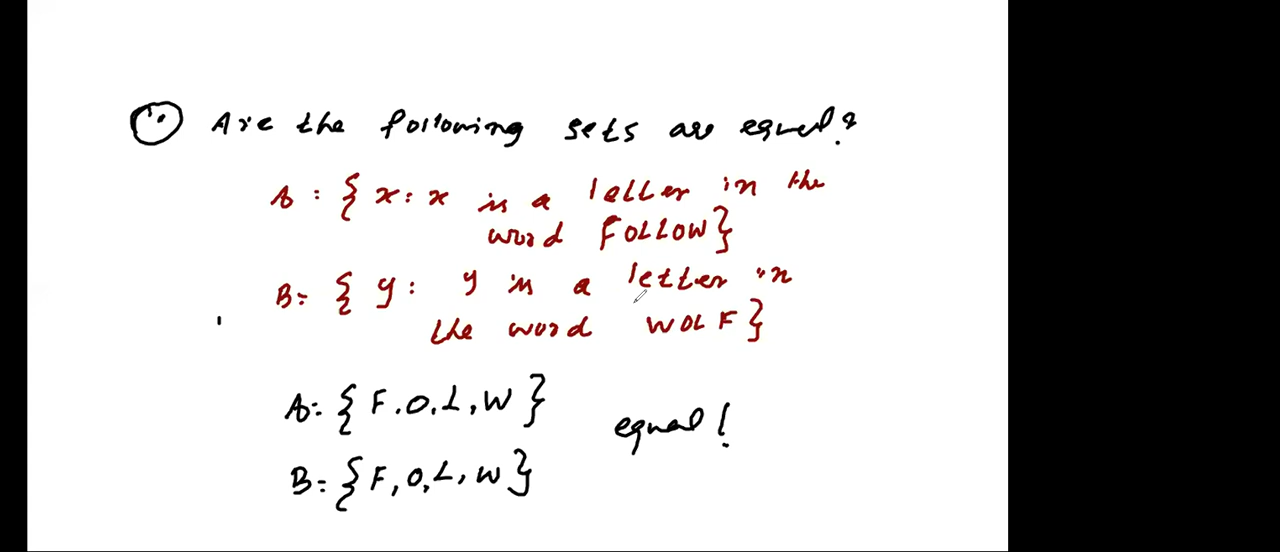 Are the following sets are equal?
A = { x : x is a letter in the
word FOLLOW }
B = { y : y is a letter in
the word WOLF }
A = { F, O, L, W }
equal !
B = { F, O, L, W }